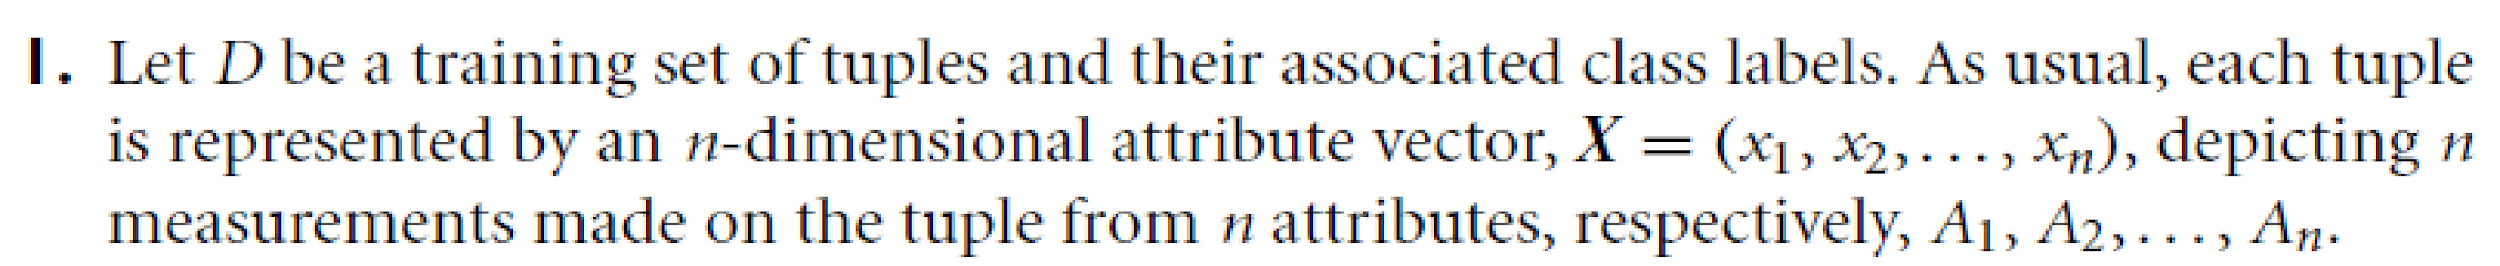 1. Let D be a training set of tuples and their associated class labels. As usual, each tuple
is represented by an n-dimensional attribute vector, X = (x₁, x₂,..., xₙ), depicting n
measurements made on the tuple from n attributes, respectively, A₁, A₂,..., Aₙ.